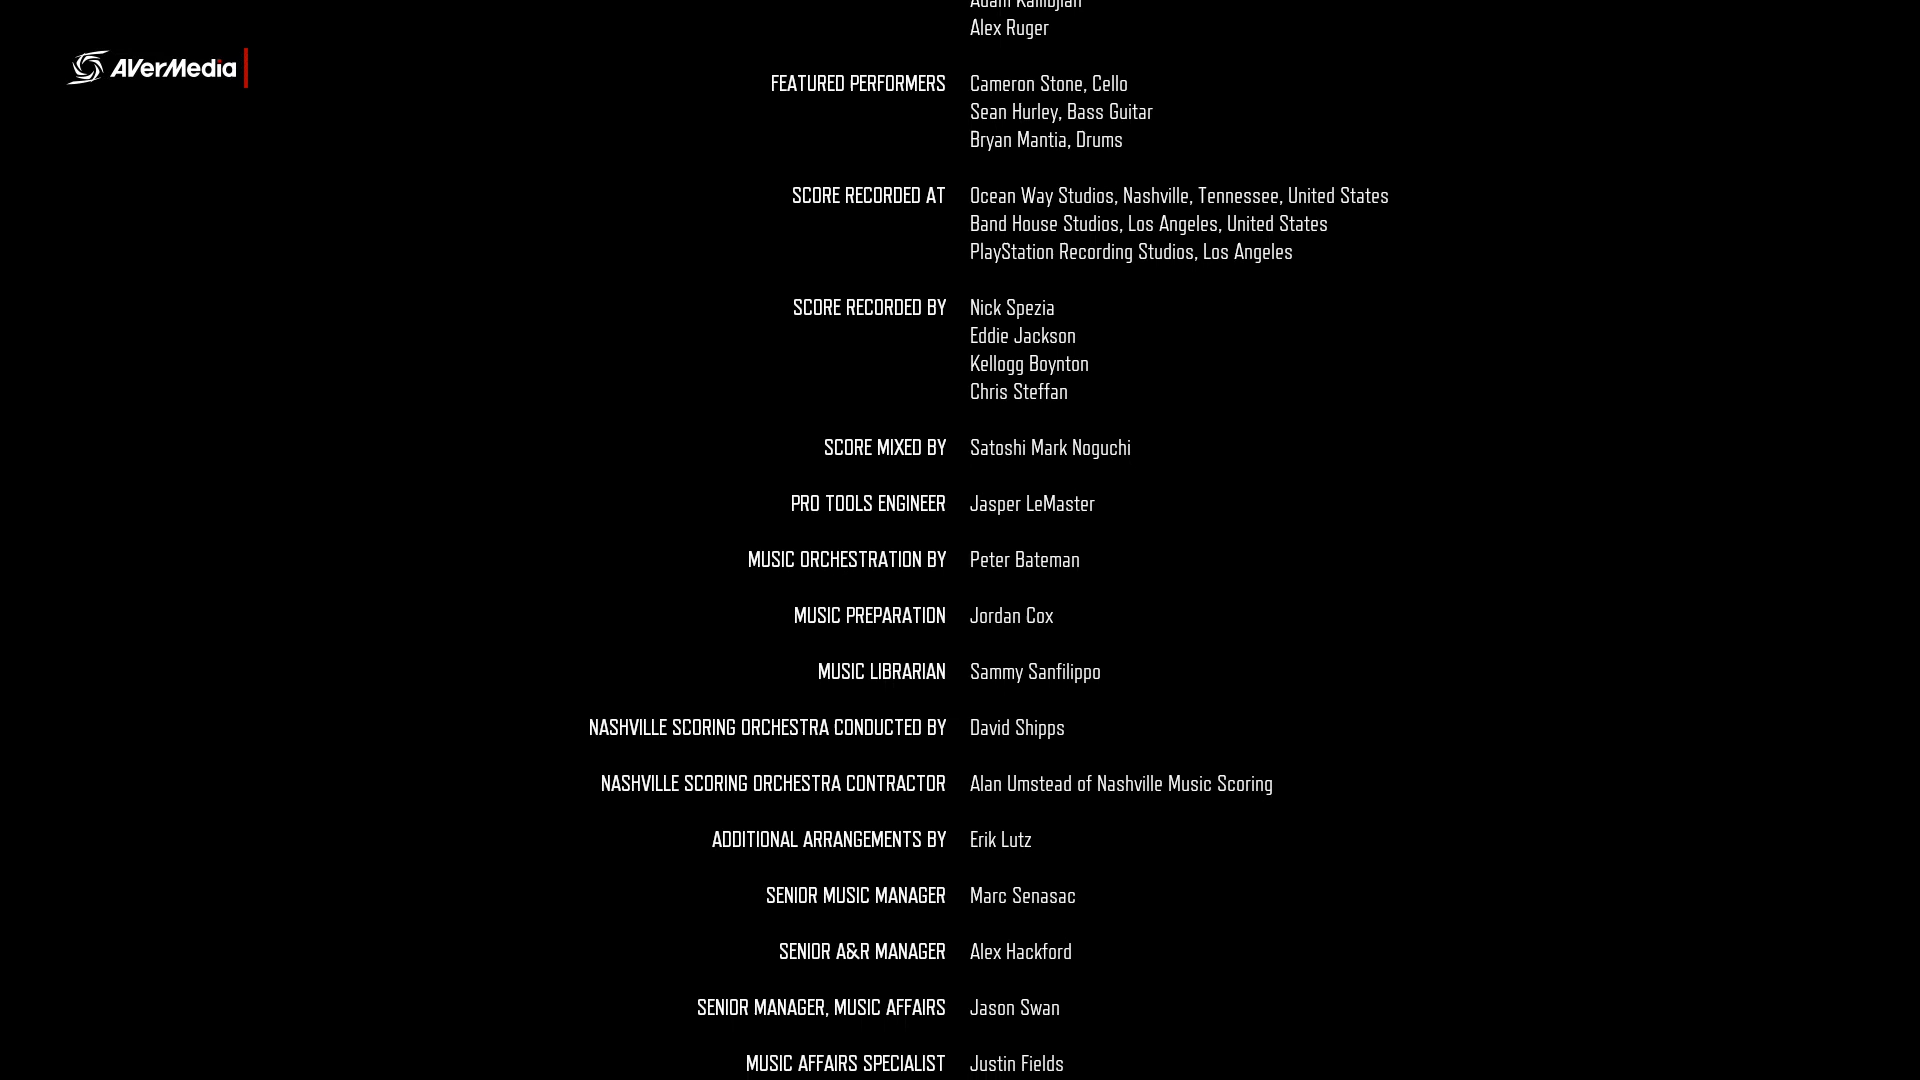 Alex Ruger
AVerMedia
FEATURED PERFORMERS Cameron Stone, Cello
Sean Hurley, Bass Guitar
Bryan Mantia, Drums
SCORE RECORDED AT Ocean Way Studios, Nashville, Tennessee, United States
Band House Studios, Los Angeles, United States
PlayStation Recording Studios, Los Angeles
SCORE RECORDED BY Nick Spezia
Eddie Jackson
Kellogg Boynton
Chris Steffan
SCORE MIXED BY Satoshi Mark Noguchi
PRO TOOLS ENGINEER Jasper LeMaster
MUSIC ORCHESTRATION BY Peter Bateman
MUSIC PREPARATION Jordan Cox
MUSIC LIBRARIAN Sammy Sanfilippo
NASHVILLE SCORING ORCHESTRA CONDUCTED BY David Shipps
NASHVILLE SCORING ORCHESTRA CONTRACTOR Alan Umstead of Nashville Music Scoring
ADDITIONAL ARRANGEMENTS BY Erik Lutz
SENIOR MUSIC MANAGER Marc Senasac
SENIOR A&R MANAGER Alex Hackford
SENIOR MANAGER, MUSIC AFFAIRS Jason Swan
MUSIC AFFAIRS SPECIALIST Justin Fields